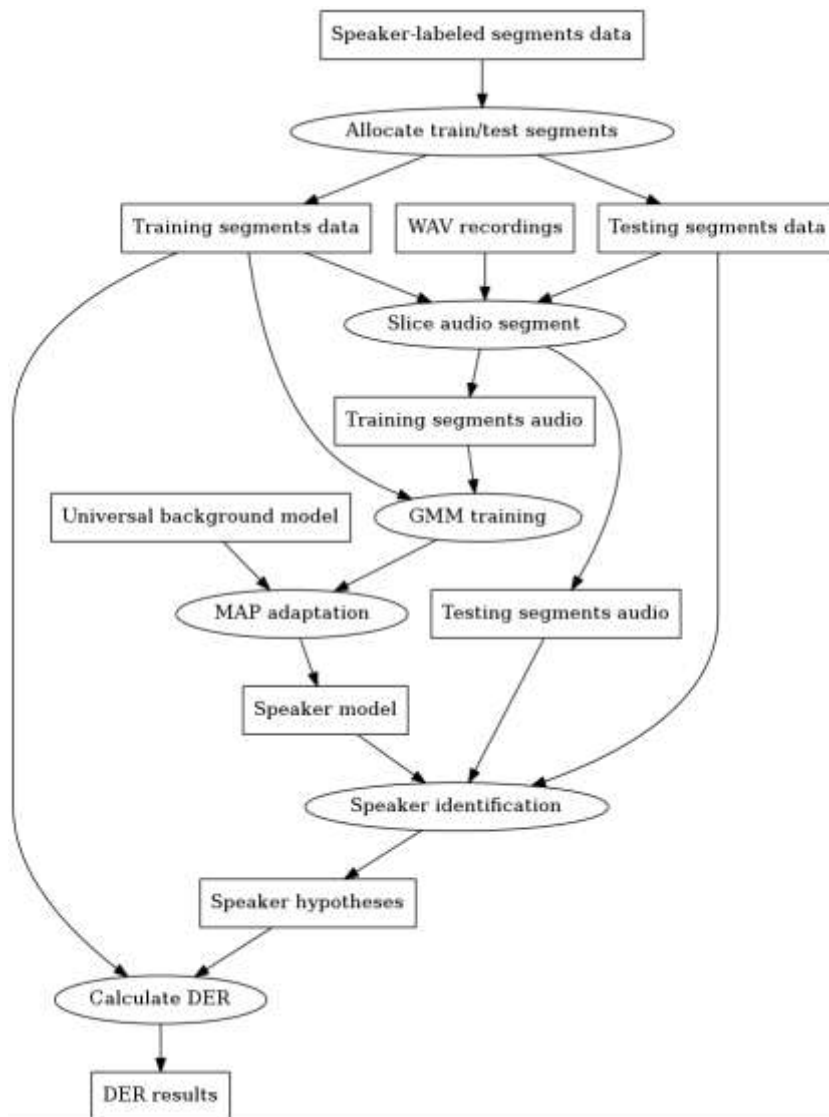 Speaker-labeled segments data
Allocate train/test segments
Training segments data
WAV recordings
Testing segments data
Slice audio segment
Training segments audio
Universal background model
GMM training
MAP adaptation
Testing segments audio
Speaker model
Speaker identification
Speaker hypotheses
Calculate DER
DER results